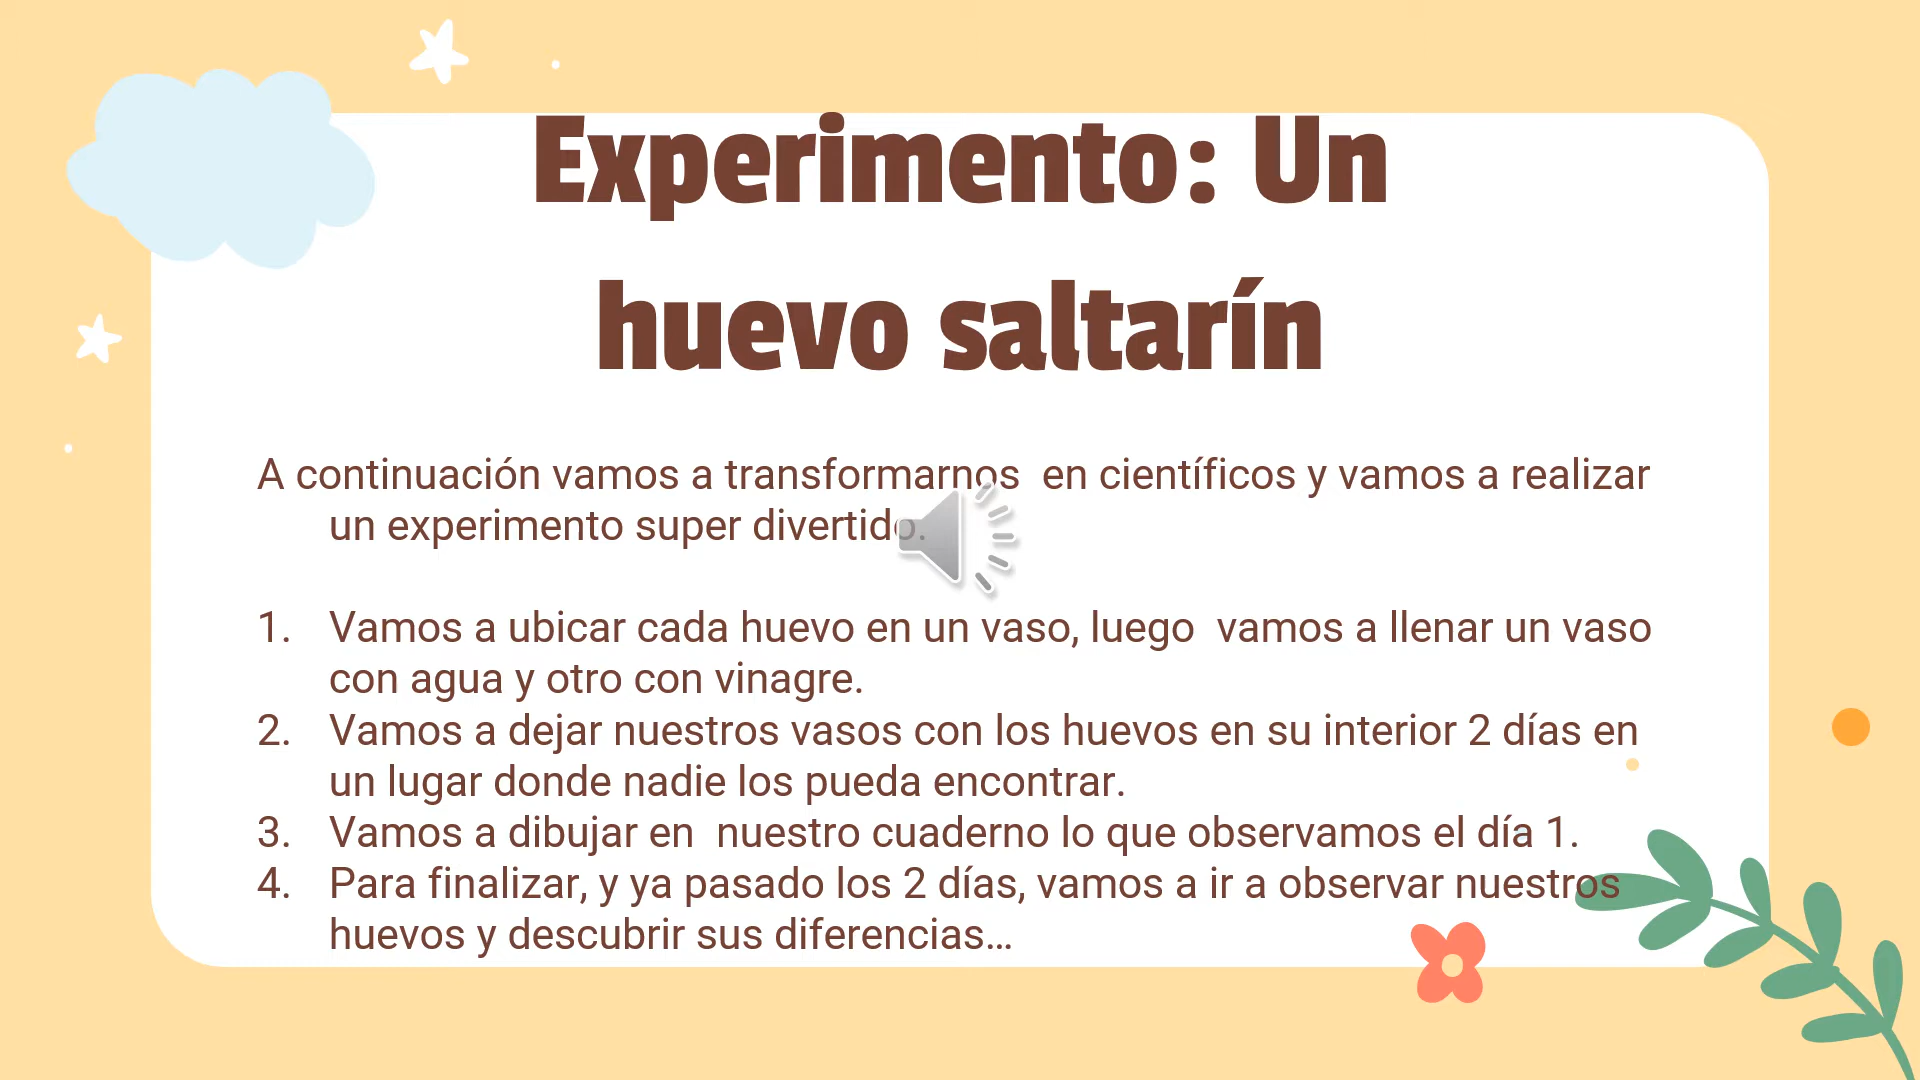 Experimento: Un
huevo saltarín
A continuación vamos a transformarnos  en científicos y vamos a realizar
un experimento super divertido.
1. Vamos a ubicar cada huevo en un vaso, luego  vamos a llenar un vaso
con agua y otro con vinagre.
2. Vamos a dejar nuestros vasos con los huevos en su interior 2 días en
un lugar donde nadie los pueda encontrar.
3. Vamos a dibujar en  nuestro cuaderno lo que observamos el día 1.
4. Para finalizar, y ya pasado los 2 días, vamos a ir a observar nuestros
huevos y descubrir sus diferencias…